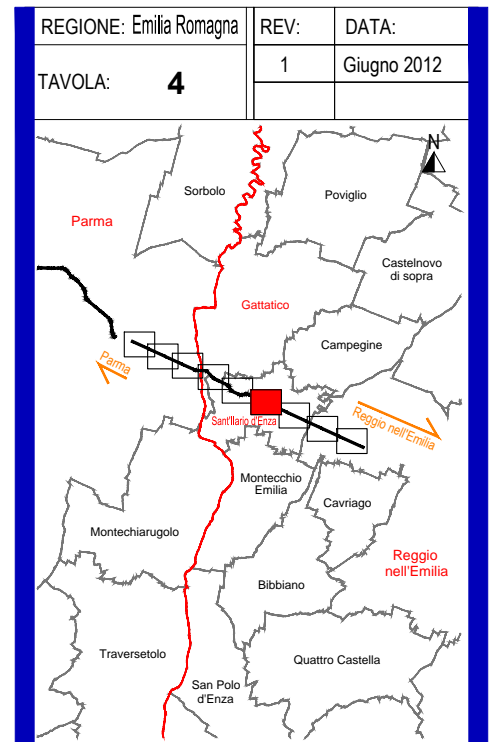 REGIONE: Emilia Romagna REV: DATA:
1 Giugno 2012
TAVOLA: 4
N
Sorbolo
Poviglio
Parma
Castelnovo
di sopra
Gattatico
Campegine
Parma
Sant'Ilario d'Enza
Reggio nell'Emilia
Montecchio
Emilia
Cavriago
Montechiarugolo
Reggio
nell'Emilia
Bibbiano
Traversetolo
Quattro Castella
San Polo
d'Enza